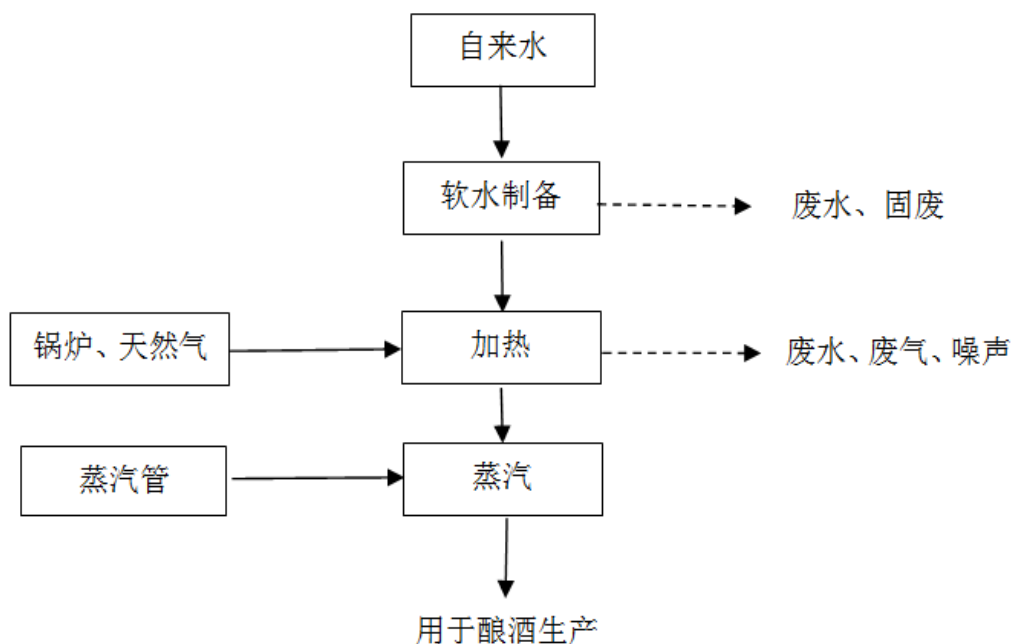 自来水
软水制备
废水、固废
锅炉、天然气
加热
废水、废气、噪声
蒸汽管
蒸汽
用于酿酒生产